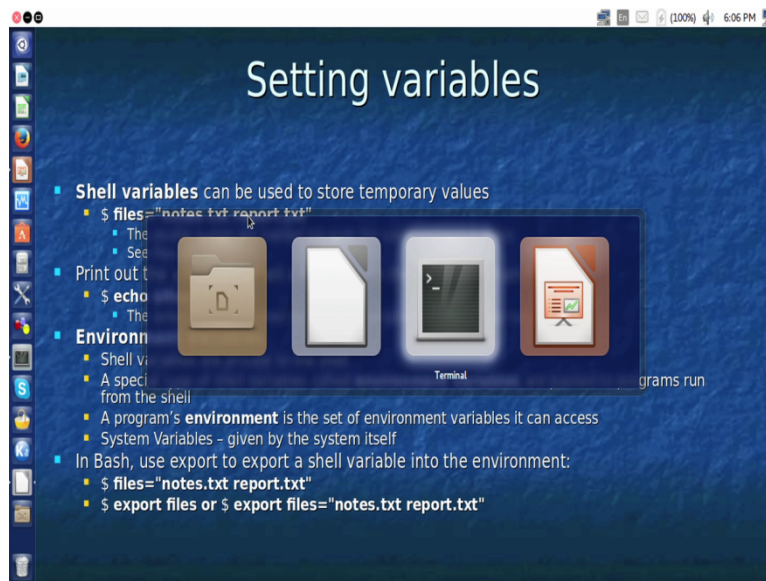 En (100%) 6:06 PM
Setting variables
Shell variables can be used to store temporary values
$ files="notes.txt report.txt"
The
See
Print out
$ echo
The
Environ
Shell
A
Terminal
grams run
from the shell
A program's environment is the set of environment variables it can access
System Variables – given by the system itself
In Bash, use export to export a shell variable into the environment:
$ files="notes.txt report.txt"
$ export files or $ export files="notes.txt report.txt"